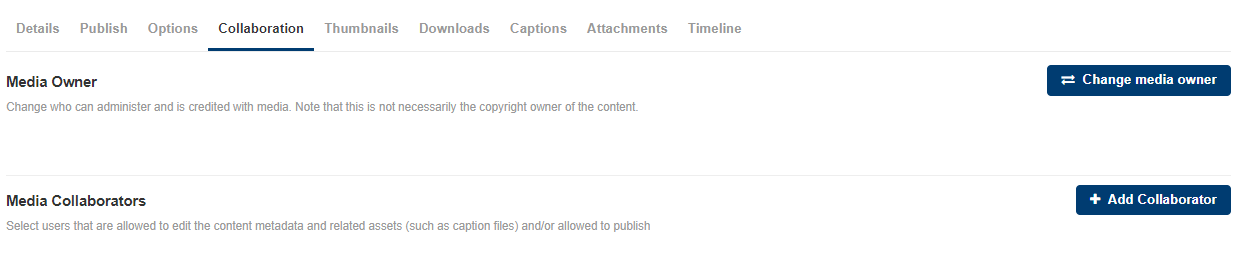 Details Publish Options Collaboration Thumbnails Downloads Captions Attachments Timeline
Media Owner
Change media owner
Change who can administer and is credited with media. Note that this is not necessarily the copyright owner of the content.
Media Collaborators
Add Collaborator
Select users that are allowed to edit the content metadata and related assets (such as caption files) and/or allowed to publish